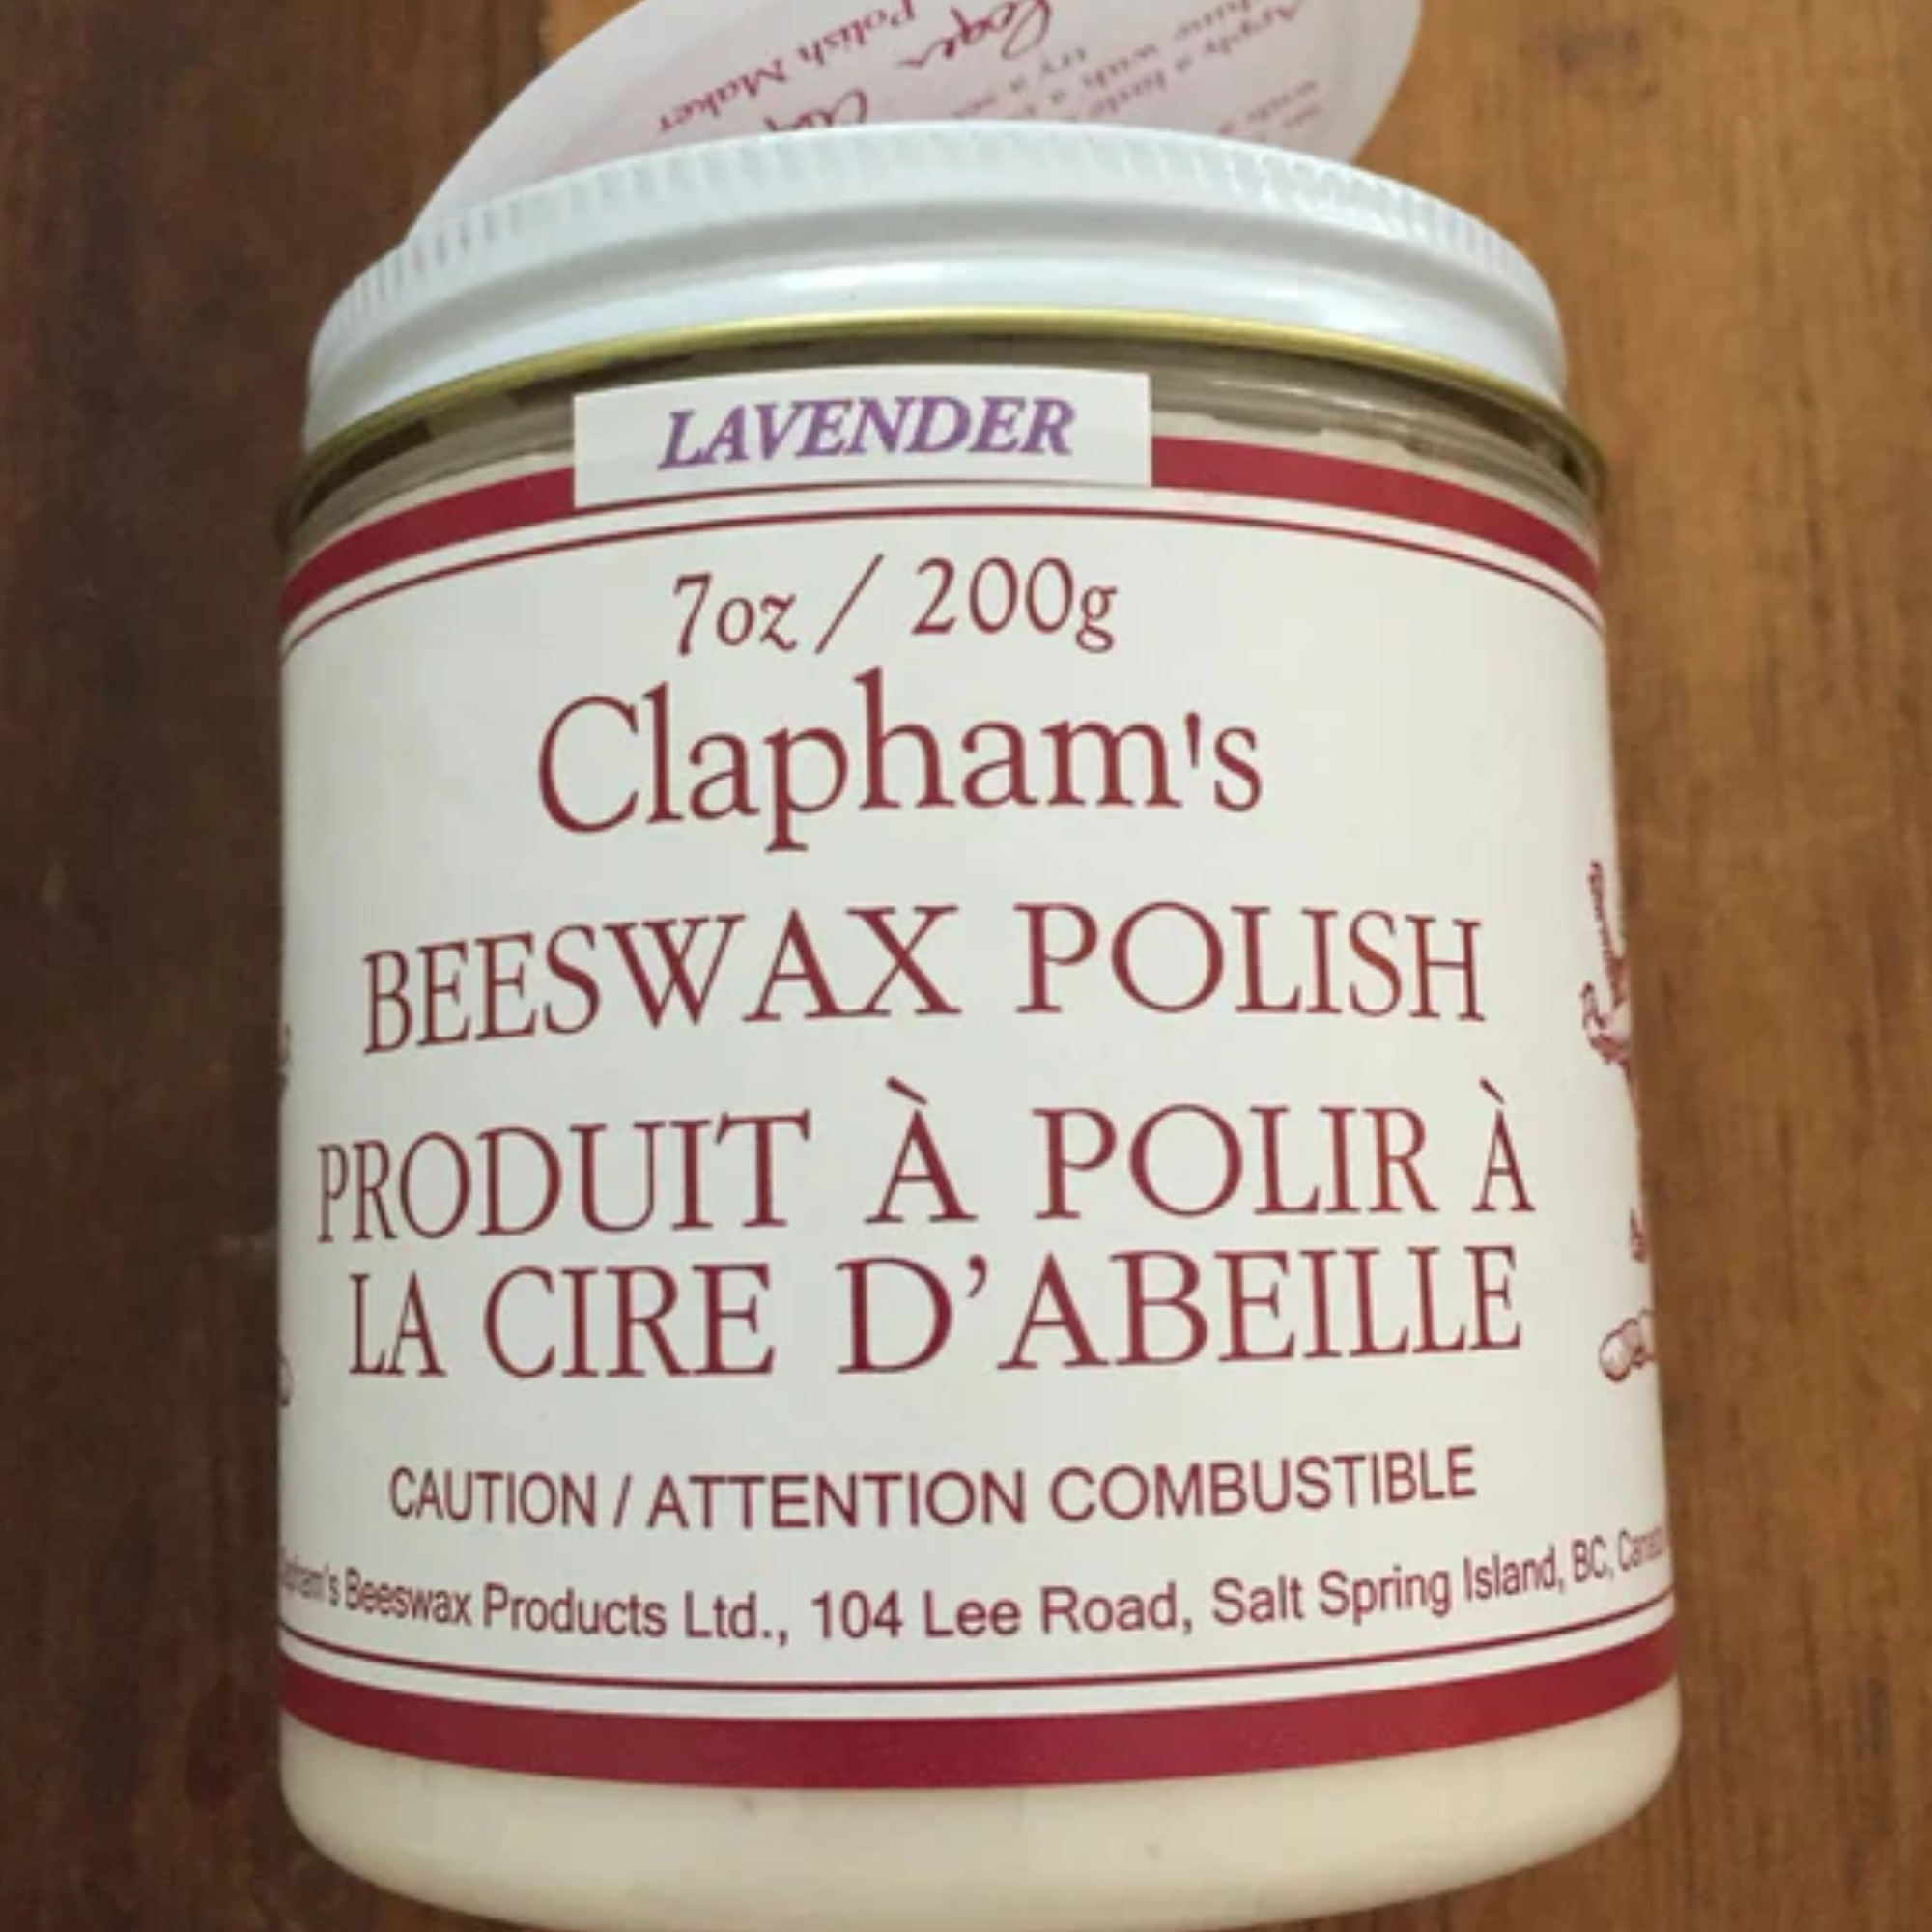 Polish Maker
LAVENDER
7oz / 200g
Clapham's
BEESWAX POLISH
PRODUIT À POLIR À
LA CIRE D’ABEILLE
CAUTION / ATTENTION COMBUSTIBLE
Beeswax Products Ltd., 104 Lee Road, Salt Spring Island, BC,